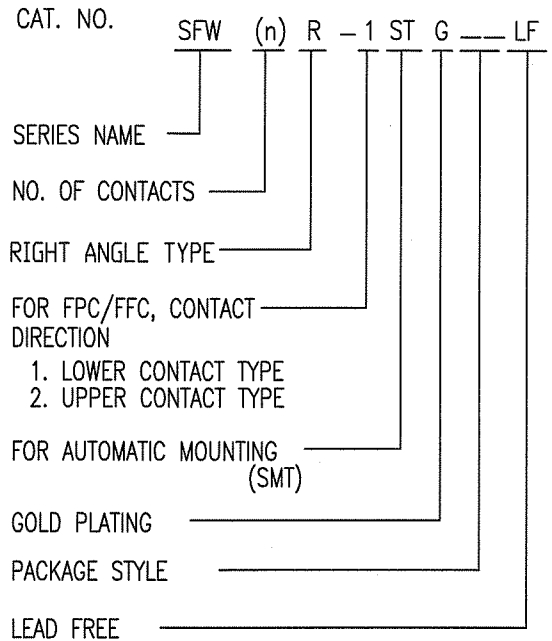 CAT. NO. SFW (n) R - 1 ST G __ LF
SERIES NAME
NO. OF CONTACTS
RIGHT ANGLE TYPE
FOR FPC/FFC, CONTACT
DIRECTION
1. LOWER CONTACT TYPE
2. UPPER CONTACT TYPE
FOR AUTOMATIC MOUNTING
(SMT)
GOLD PLATING
PACKAGE STYLE
LEAD FREE